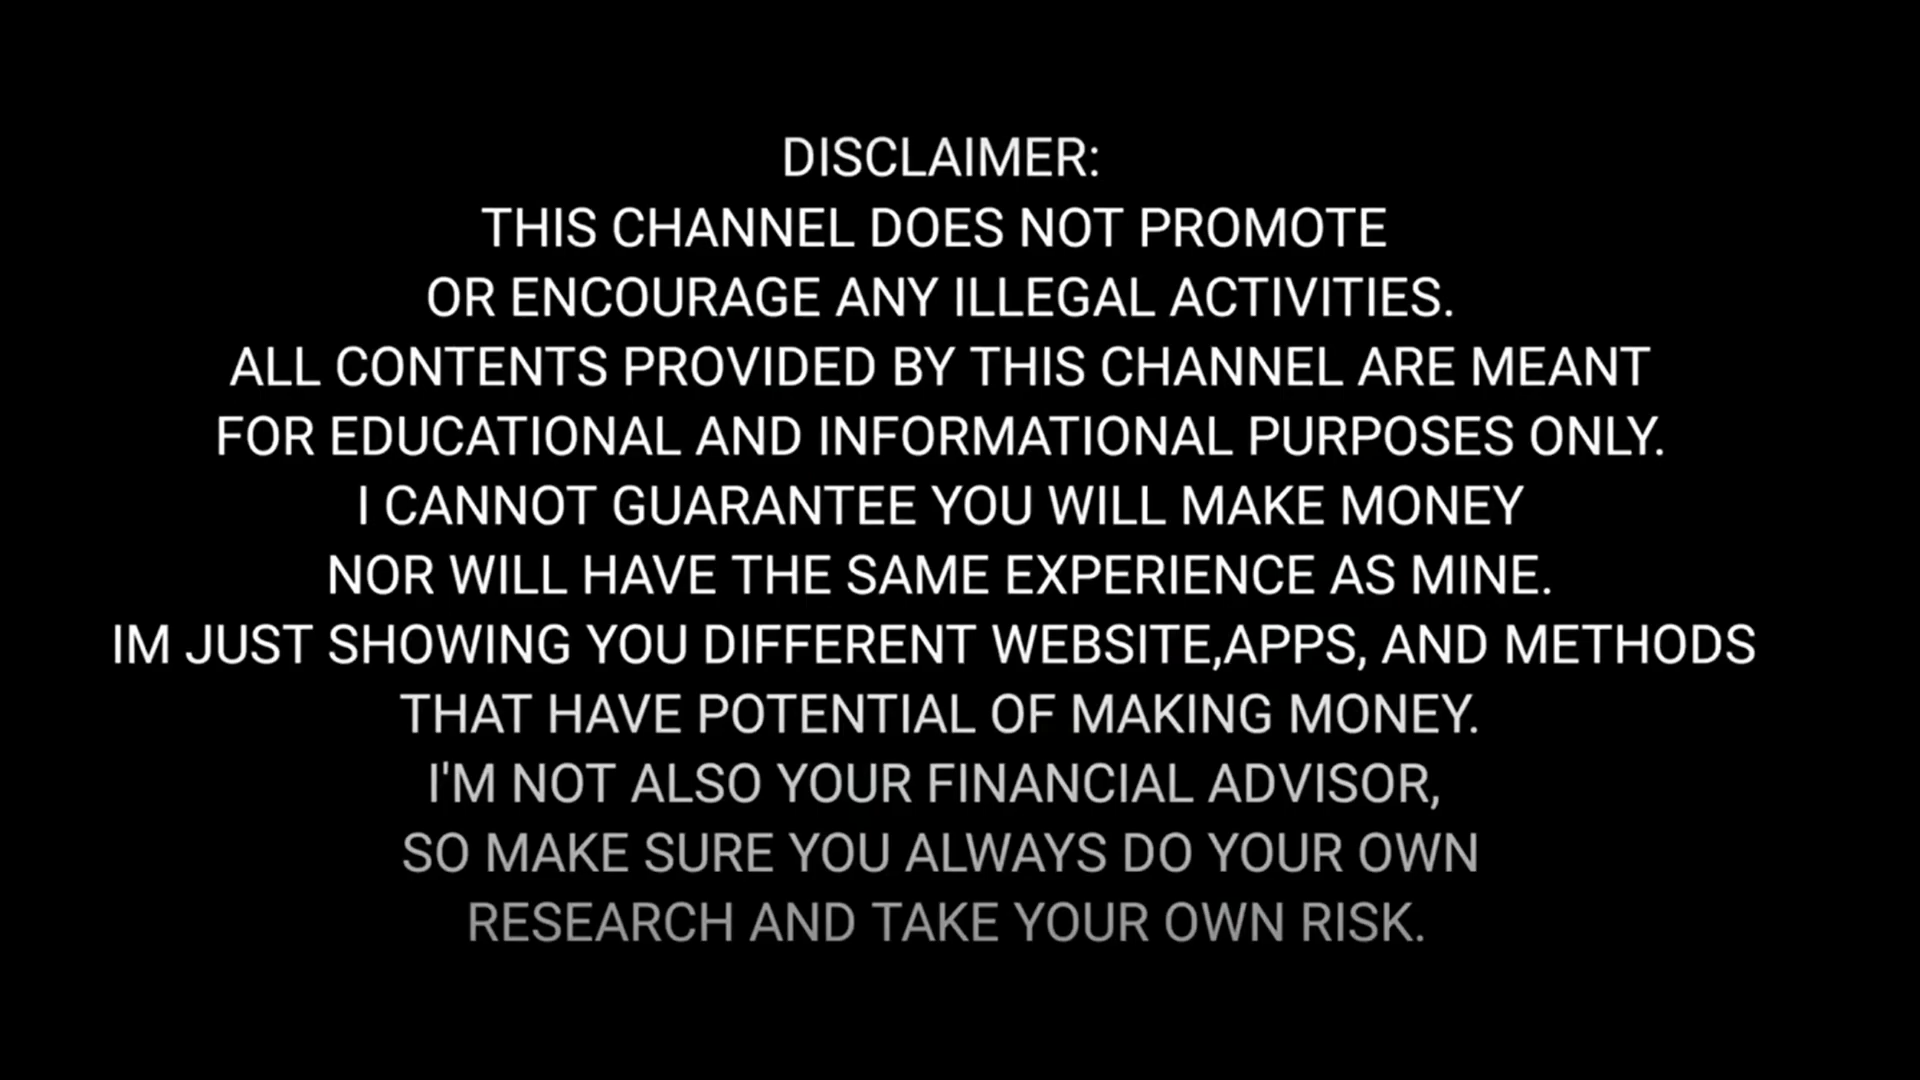 DISCLAIMER:
THIS CHANNEL DOES NOT PROMOTE
OR ENCOURAGE ANY ILLEGAL ACTIVITIES.
ALL CONTENTS PROVIDED BY THIS CHANNEL ARE MEANT
FOR EDUCATIONAL AND INFORMATIONAL PURPOSES ONLY.
I CANNOT GUARANTEE YOU WILL MAKE MONEY
NOR WILL HAVE THE SAME EXPERIENCE AS MINE.
IM JUST SHOWING YOU DIFFERENT WEBSITE,APPS, AND METHODS
THAT HAVE POTENTIAL OF MAKING MONEY.
I'M NOT ALSO YOUR FINANCIAL ADVISOR,
SO MAKE SURE YOU ALWAYS DO YOUR OWN
RESEARCH AND TAKE YOUR OWN RISK.